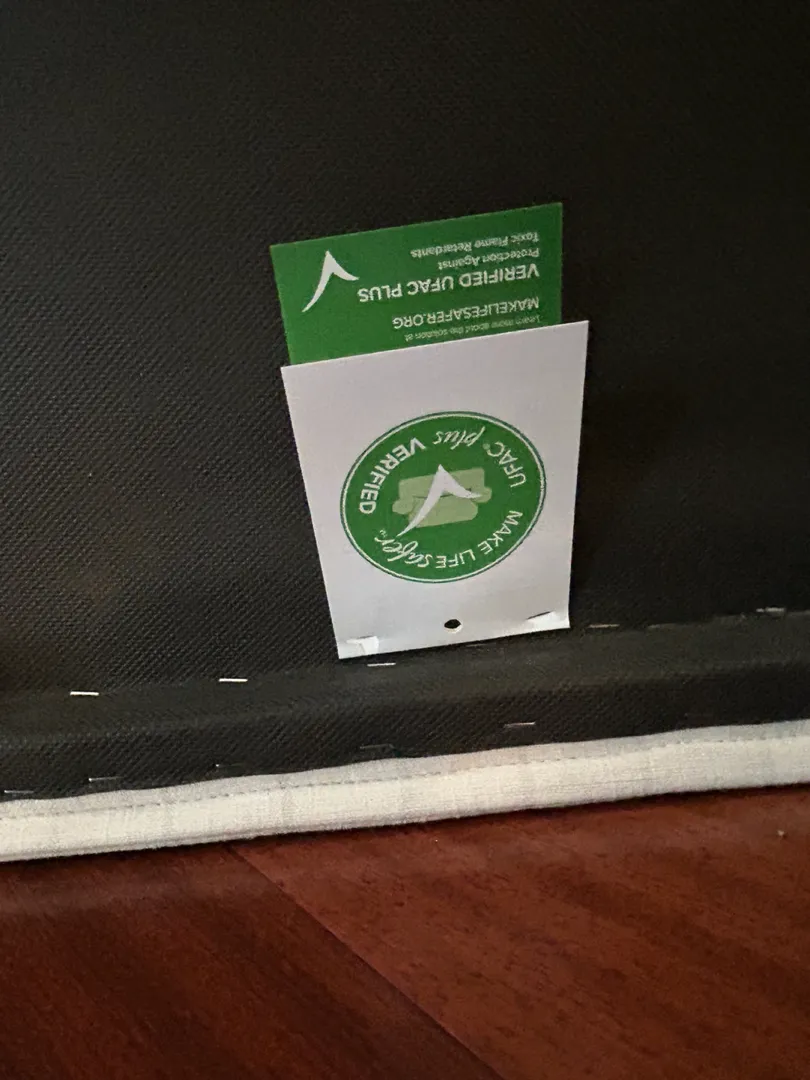 Learn more about the solution at
MAKELIFESAFER.ORG
VERIFIED UFAC PLUS
Protection Against
Toxic Flame Retardants
MAKE LIFE safer™
UFAC® plus VERIFIED